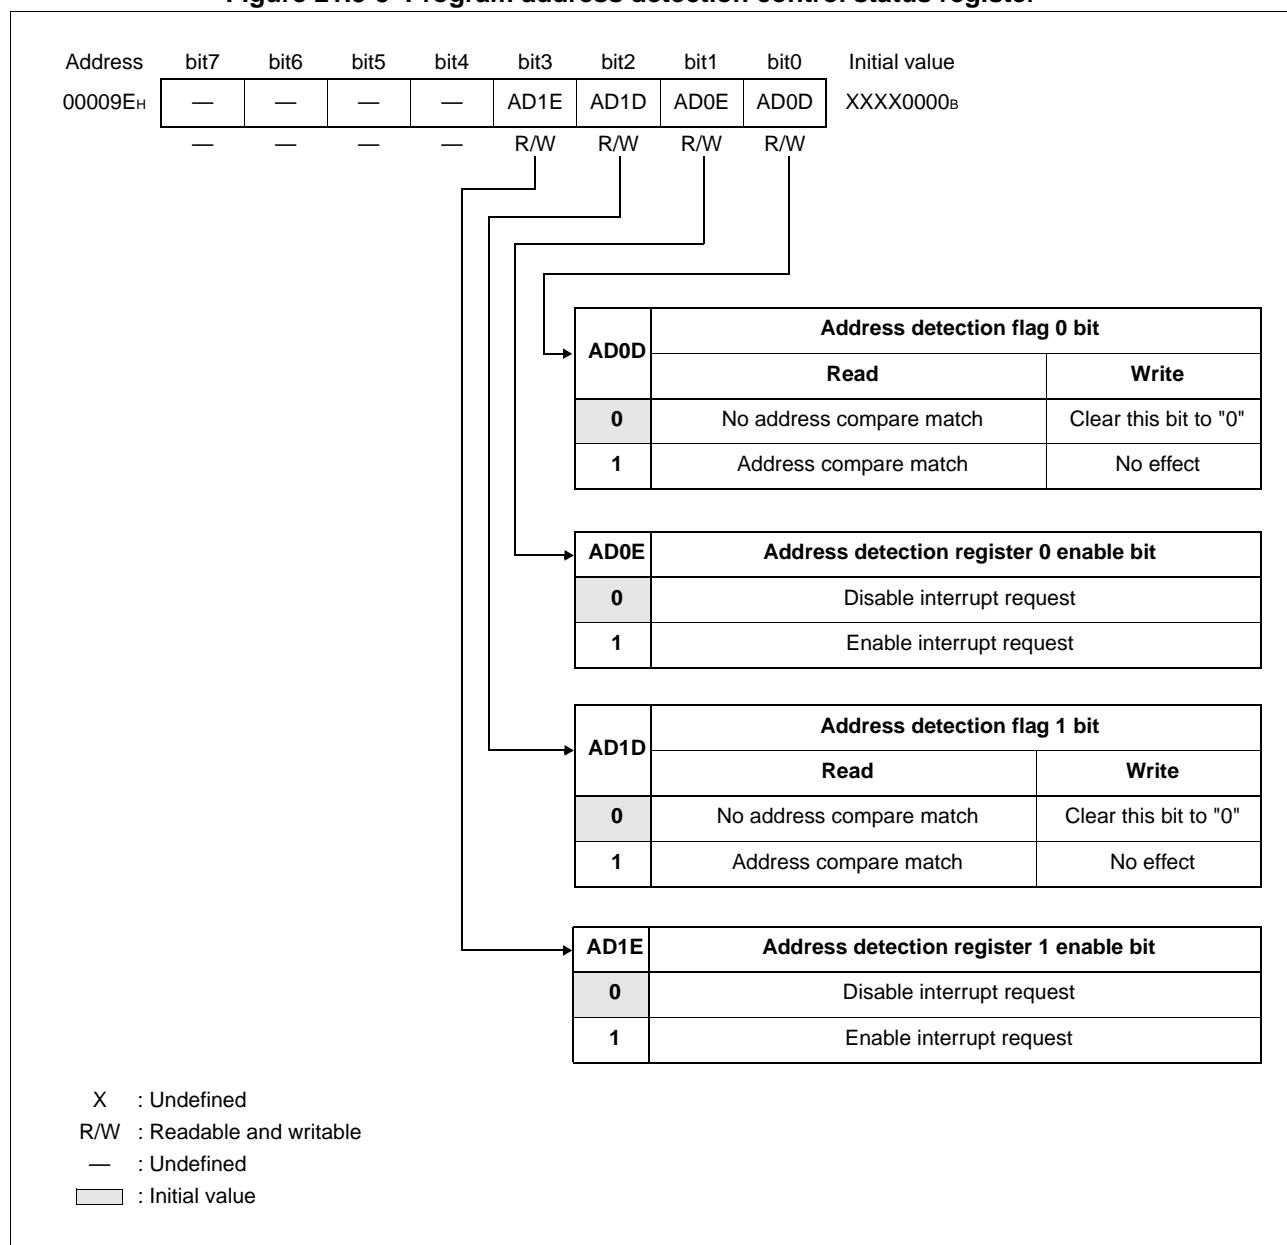 Address bit7 bit6 bit5 bit4 bit3 bit2 bit1 bit0 Initial value
00009EH — — — — AD1E AD1D AD0E AD0D XXXX0000B
— — — — R/W R/W R/W R/W
Address detection flag 0 bit
AD0D
Read Write
0 No address compare match Clear this bit to "0"
1 Address compare match No effect
AD0E Address detection register 0 enable bit
0 Disable interrupt request
1 Enable interrupt request
Address detection flag 1 bit
AD1D
Read Write
0 No address compare match Clear this bit to "0"
1 Address compare match No effect
AD1E Address detection register 1 enable bit
0 Disable interrupt request
1 Enable interrupt request
X : Undefined
R/W : Readable and writable
— : Undefined
: Initial value